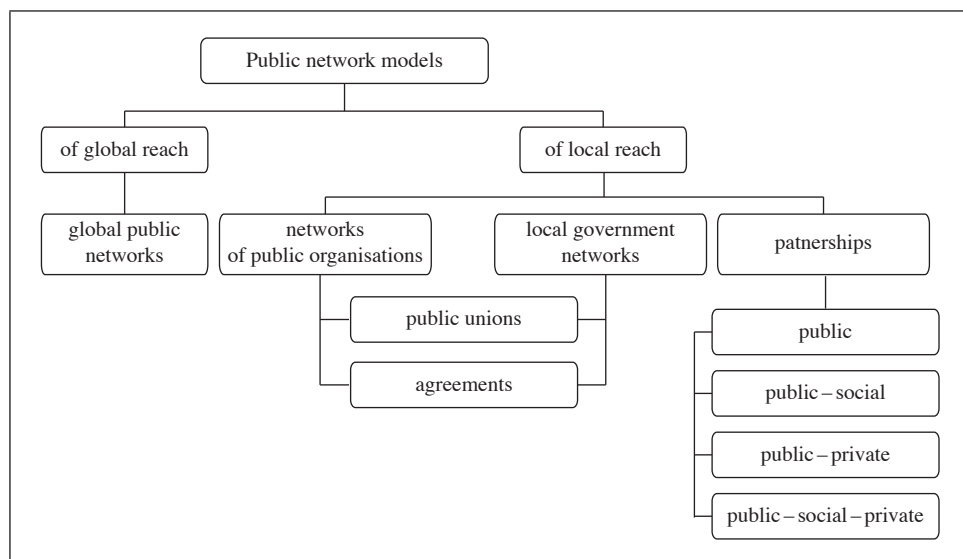 Public network models
of global reach
of local reach
global public
networks
networks
of public organisations
local government
networks
patnerships
public unions
agreements
public
public – social
public – private
public – social – private